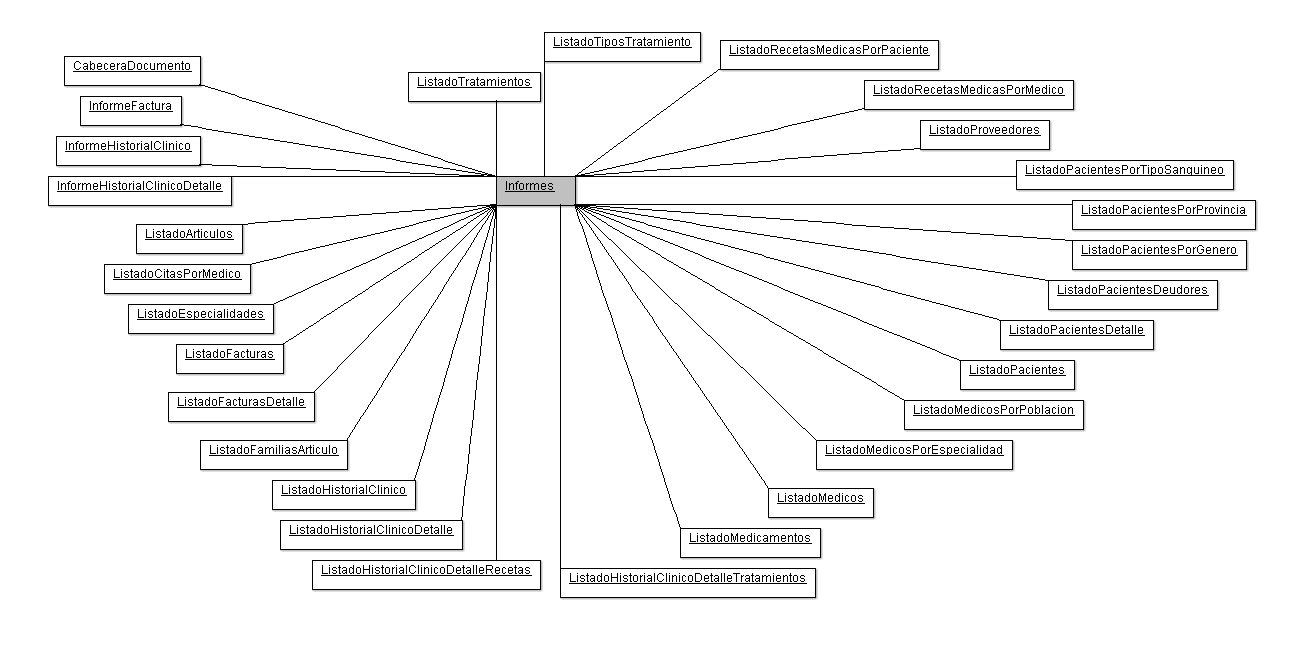 ListadoTiposTratamiento
ListadoRecetasMedicasPorPaciente
CabeceraDocumento
ListadoTratamientos
ListadoRecetasMedicasPorMedico
InformeFactura
ListadoProveedores
InformeHistorialClinico
ListadoPacientesPorTipoSanguineo
InformeHistorialClinicoDetalle
Informes
ListadoPacientesPorProvincia
ListadoArticulos
ListadoPacientesPorGenero
ListadoCitasPorMedico
ListadoPacientesDeudores
ListadoEspecialidades
ListadoPacientesDetalle
ListadoFacturas
ListadoPacientes
ListadoFacturasDetalle
ListadoMedicosPorPoblacion
ListadoFamiliasArticulo
ListadoMedicosPorEspecialidad
ListadoHistorialClinico
ListadoMedicos
ListadoHistorialClinicoDetalle
ListadoMedicamentos
ListadoHistorialClinicoDetalleRecetas
ListadoHistorialClinicoDetalleTratamientos